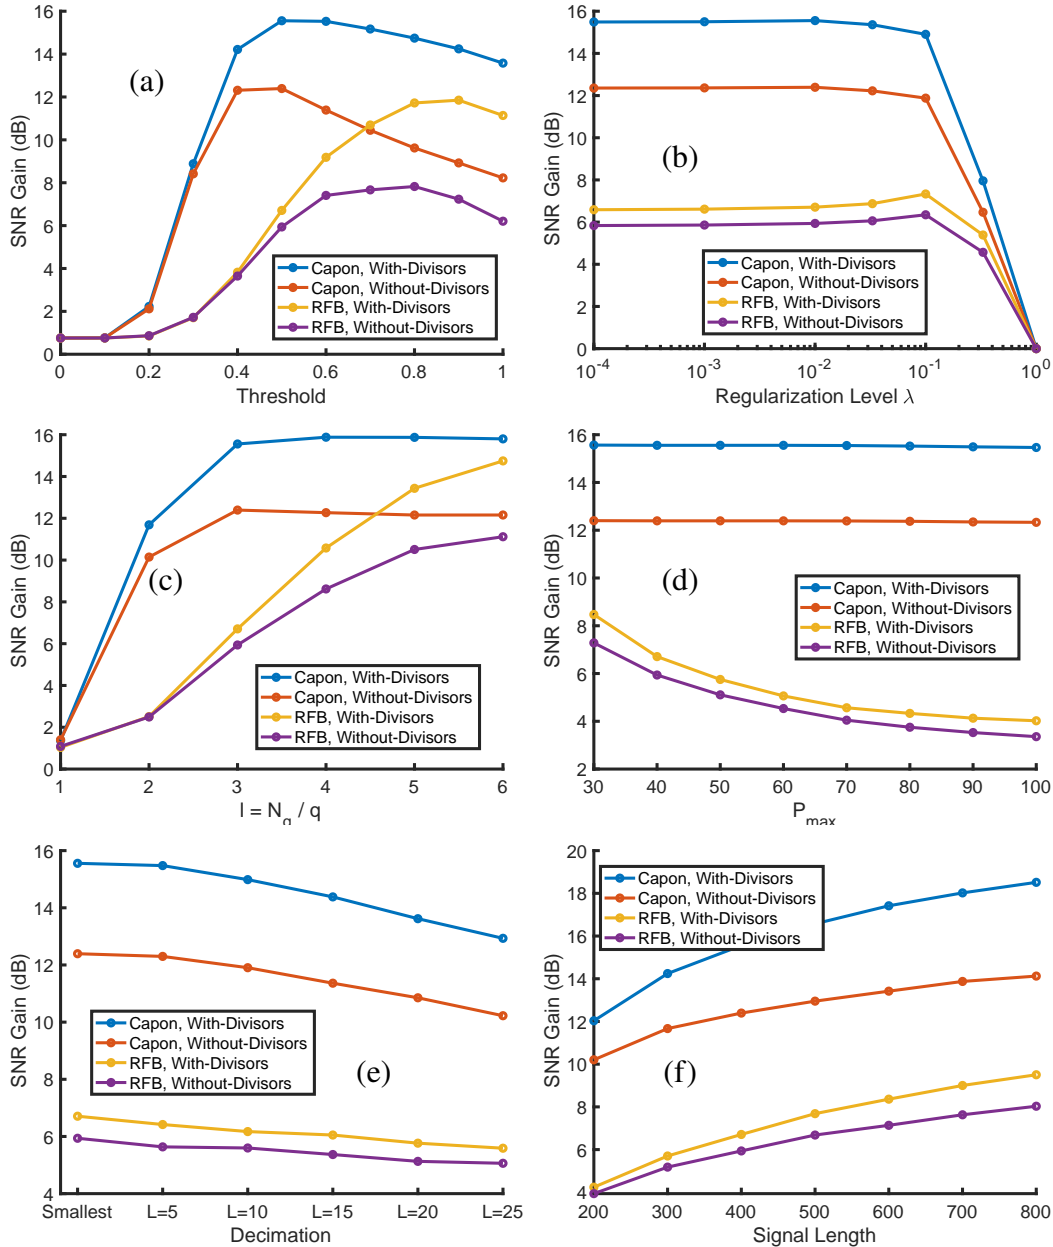 16
14
12
10
8
6
4
2
0
SNR Gain (dB)
(a)
Capon, With-Divisors
Capon, Without-Divisors
RFB, With-Divisors
RFB, Without-Divisors
0 0.2 0.4 0.6 0.8 1
Threshold
16
14
12
10
8
6
4
2
0
SNR Gain (dB)
(b)
Capon, With-Divisors
Capon, Without-Divisors
RFB, With-Divisors
RFB, Without-Divisors
10^-4 10^-3 10^-2 10^-1 10^0
Regularization Level λ
16
14
12
10
8
6
4
2
0
SNR Gain (dB)
(c)
Capon, With-Divisors
Capon, Without-Divisors
RFB, With-Divisors
RFB, Without-Divisors
1 2 3 4 5 6
l = N_q / q
16
14
12
10
8
6
4
2
SNR Gain (dB)
(d)
Capon, With-Divisors
Capon, Without-Divisors
RFB, With-Divisors
RFB, Without-Divisors
30 40 50 60 70 80 90 100
P_max
16
14
12
10
8
6
4
SNR Gain (dB)
Capon, With-Divisors
Capon, Without-Divisors
RFB, With-Divisors
RFB, Without-Divisors
(e)
Smallest L=5 L=10 L=15 L=20 L=25
Decimation
20
18
16
14
12
10
8
6
4
SNR Gain (dB)
Capon, With-Divisors
Capon, Without-Divisors
RFB, With-Divisors
RFB, Without-Divisors
(f)
200 300 400 500 600 700 800
Signal Length